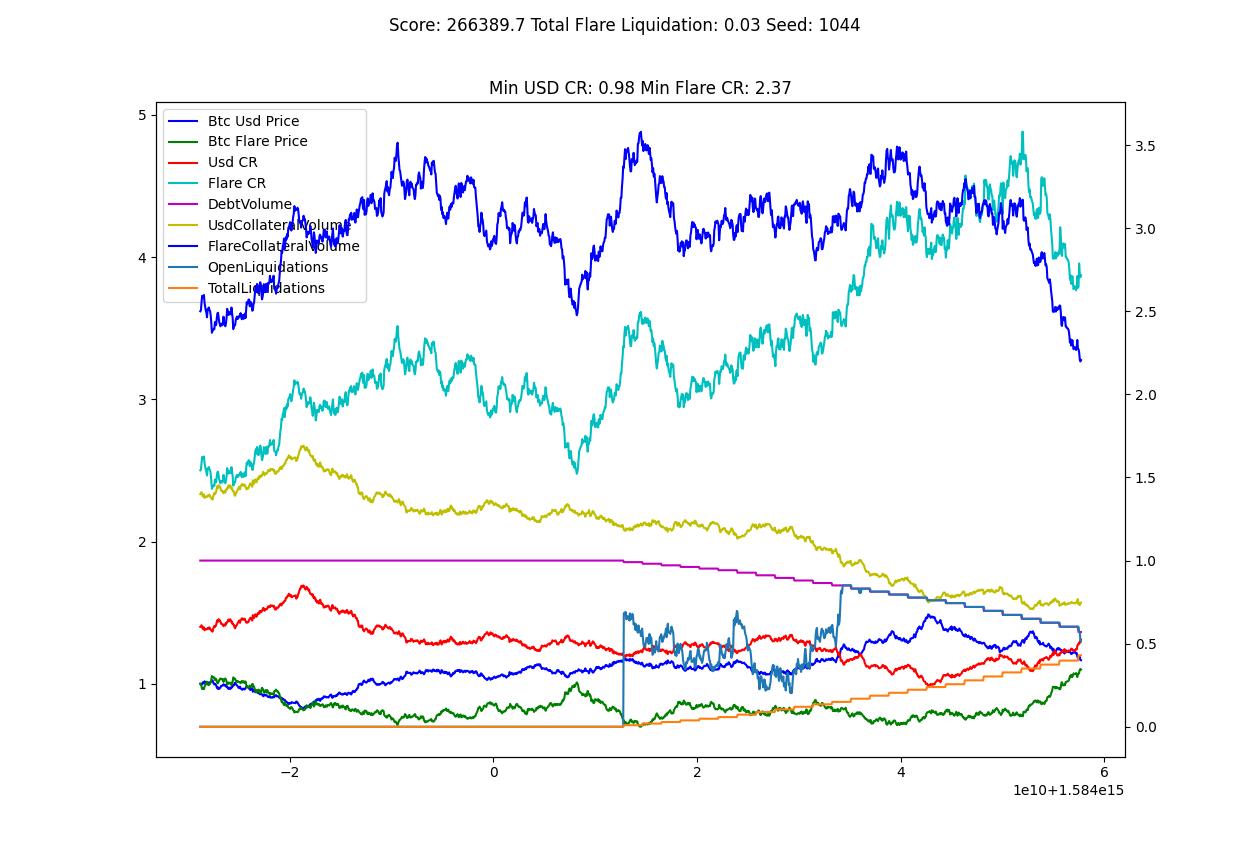 Score: 266389.7 Total Flare Liquidation: 0.03 Seed: 1044
Min USD CR: 0.98 Min Flare CR: 2.37
Btc Usd Price
Btc Flare Price
Usd CR
Flare CR
DebtVolume
UsdCollateralVolume
FlareCollateralVolume
OpenLiquidations
TotalLiquidations
5
4
3
2
1
3.5
3.0
2.5
2.0
1.5
1.0
0.5
0.0
−2
0
2
4
6
1e10+1.584e15